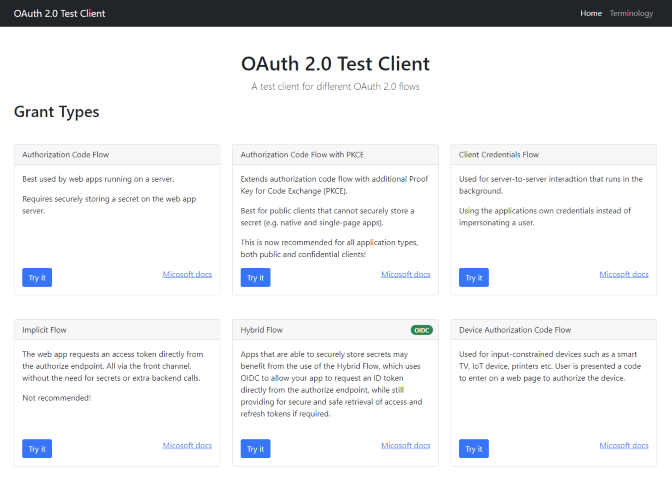 OAuth 2.0 Test Client
Home Terminology
OAuth 2.0 Test Client
A test client for different OAuth 2.0 flows
Grant Types
Authorization Code Flow
Best used by web apps running on a server.
Requires securely storing a secret on the web app
server.
Try it
Micosoft docs
Authorization Code Flow with PKCE
Extends authorization code flow with additional Proof
Key for Code Exchange (PKCE).
Best for public clients that cannot securely store a
secret (e.g. native and single-page apps).
This is now recommended for all application types,
both public and confidential clients!
Try it
Micosoft docs
Client Credentials Flow
Used for server-to-server interadtion that runs in the
background.
Using the applications own credentials instead of
impersonating a user.
Try it
Micosoft docs
Implicit Flow
The web app requests an access token directly from
the authorize endpoint. All via the front channel,
without the need for secrets or extra backend calls.
Not recommended!
Try it
Micosoft docs
Hybrid Flow
OIDC
Apps that are able to securely store secrets may
benefit from the use of the Hybrid Flow, which uses
OIDC to allow your app to request an ID token
directly from the authorize endpoint, while still
providing for secure and safe retrieval of access and
refresh tokens if required.
Try it
Micosoft docs
Device Authorization Code Flow
Used for input-constrained devices such as a smart
TV, IoT device, printers etc. User is presented a code
to enter on a web page to authorize the device.
Try it
Micosoft docs